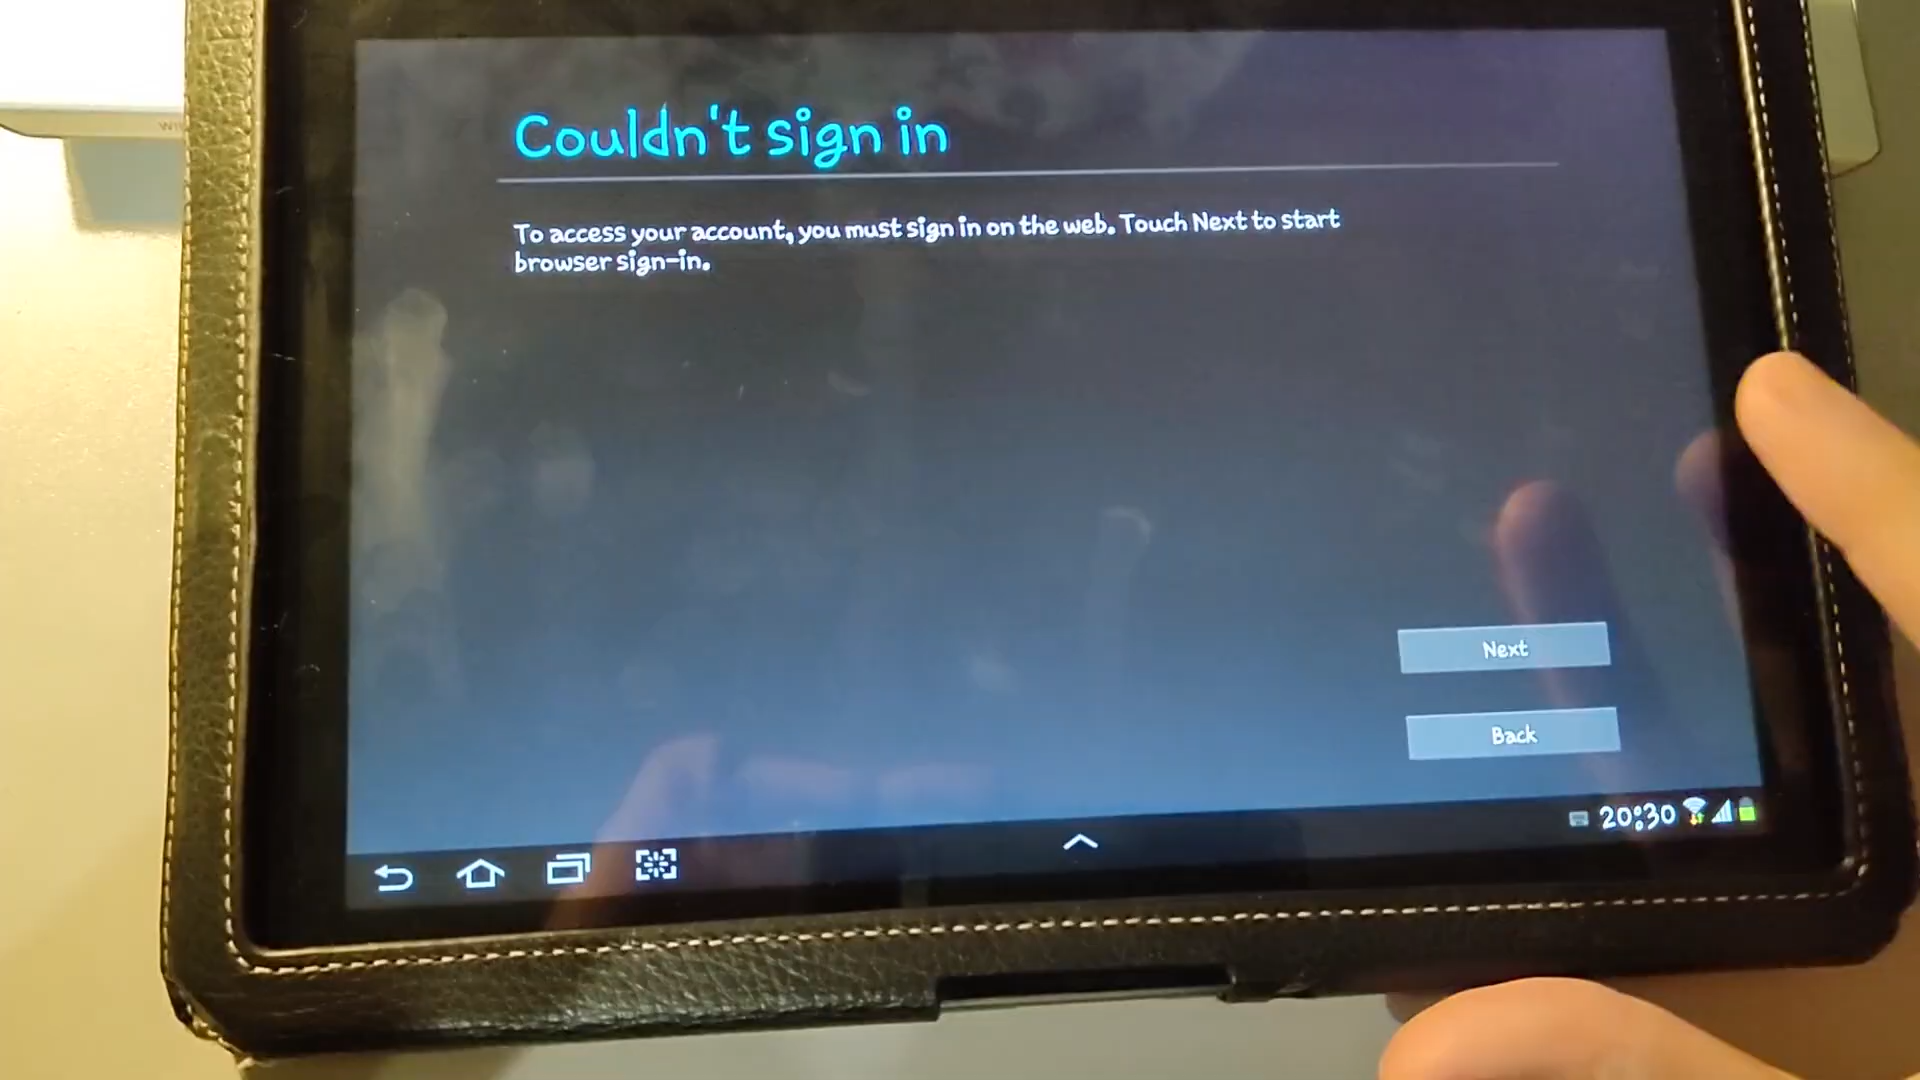 Couldn't sign in
To access your account, you must sign in on the web. Touch Next to start
browser sign-in.
Next
Back
20:30